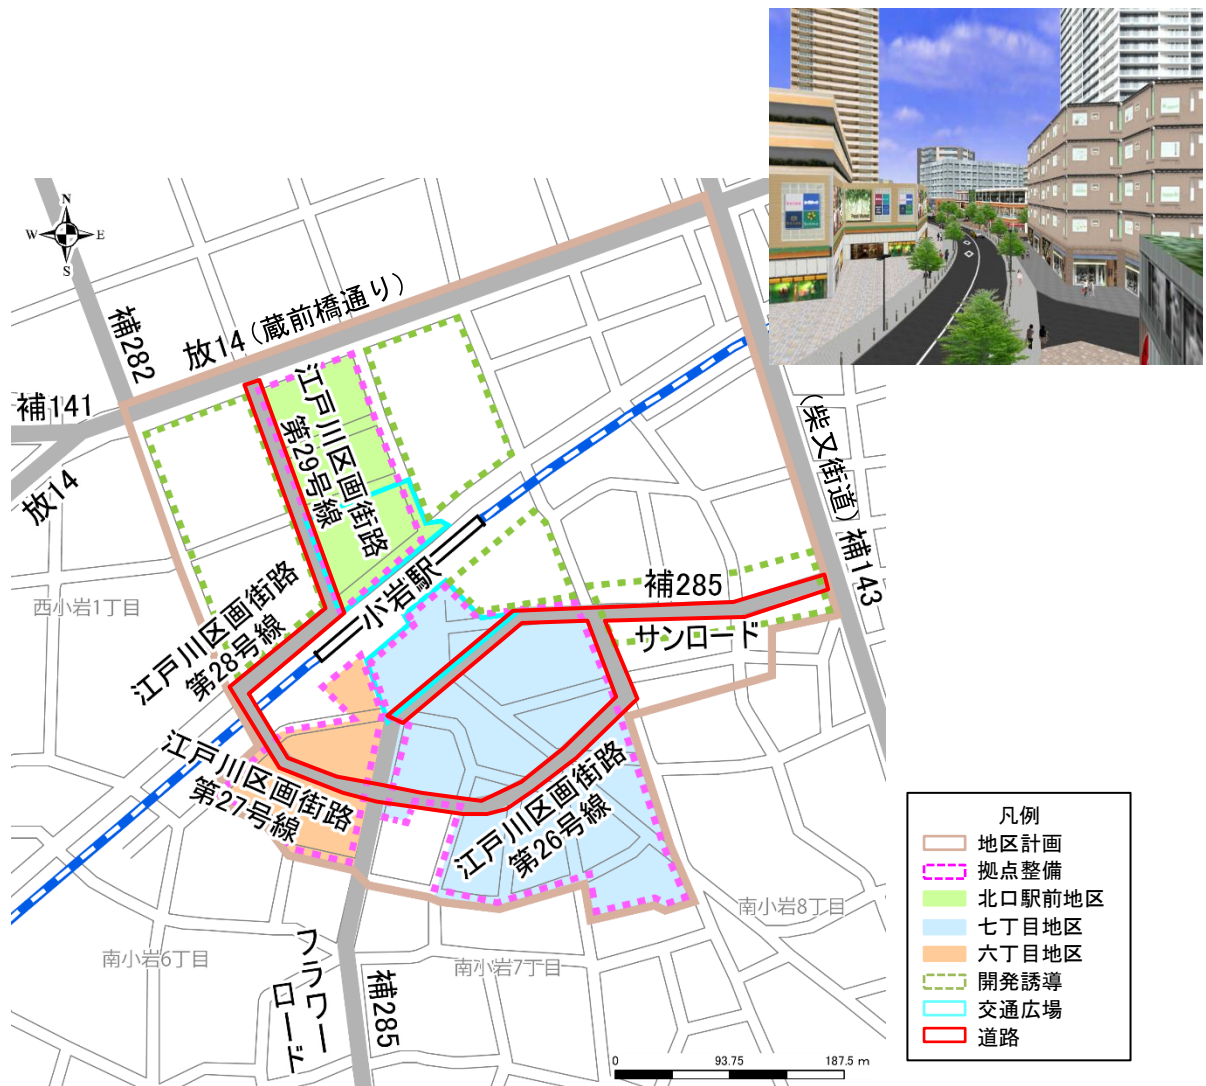 N
W
E
S
補282
放14（蔵前橋通り）
補141
放14
江戸川区画街路
第29号線
（柴又街道）補143
小岩駅
補285
サンロード
西小岩1丁目
江戸川区画街路
第28号線
江戸川区画街路
第27号線
江戸川区画街路
第26号線
南小岩8丁目
南小岩6丁目
南小岩7丁目
フラワー
ロード
補285
凡例
地区計画
拠点整備
北口駅前地区
七丁目地区
六丁目地区
開発誘導
交通広場
道路
0 93.75 187.5 m